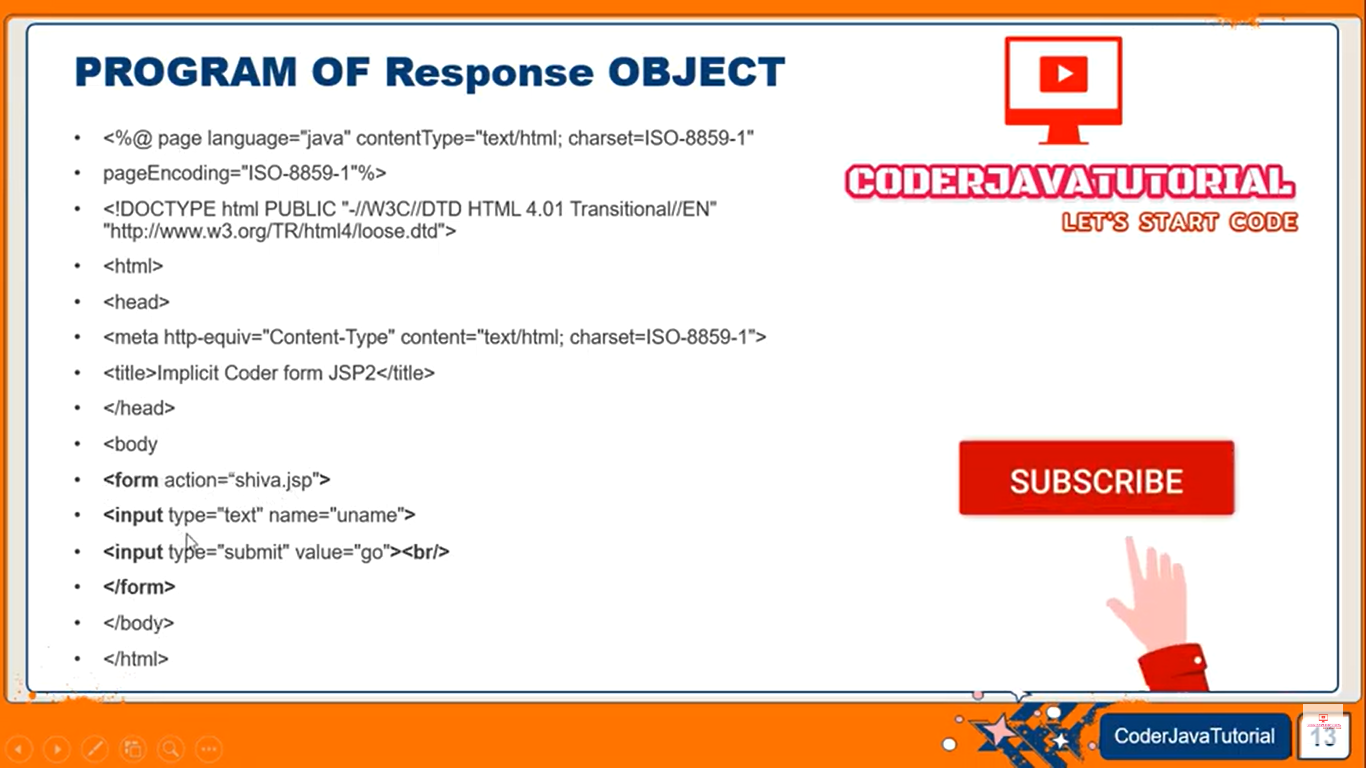 PROGRAM OF Response OBJECT
CODERJAVATUTORIAL
LET'S START CODE
• <%@ page language="java" contentType="text/html; charset=ISO-8859-1"
• pageEncoding="ISO-8859-1"%>
• <!DOCTYPE html PUBLIC "-//W3C//DTD HTML 4.01 Transitional//EN"
"http://www.w3.org/TR/html4/loose.dtd">
• <html>
• <head>
• <meta http-equiv="Content-Type" content="text/html; charset=ISO-8859-1">
• <title>Implicit Coder form JSP2</title>
• </head>
• <body
• <form action=“shiva.jsp">
• <input type="text" name="uname">
• <input type="submit" value="go"><br/>
• </form>
• </body>
• </html>
SUBSCRIBE
CoderJavaTutorial
13